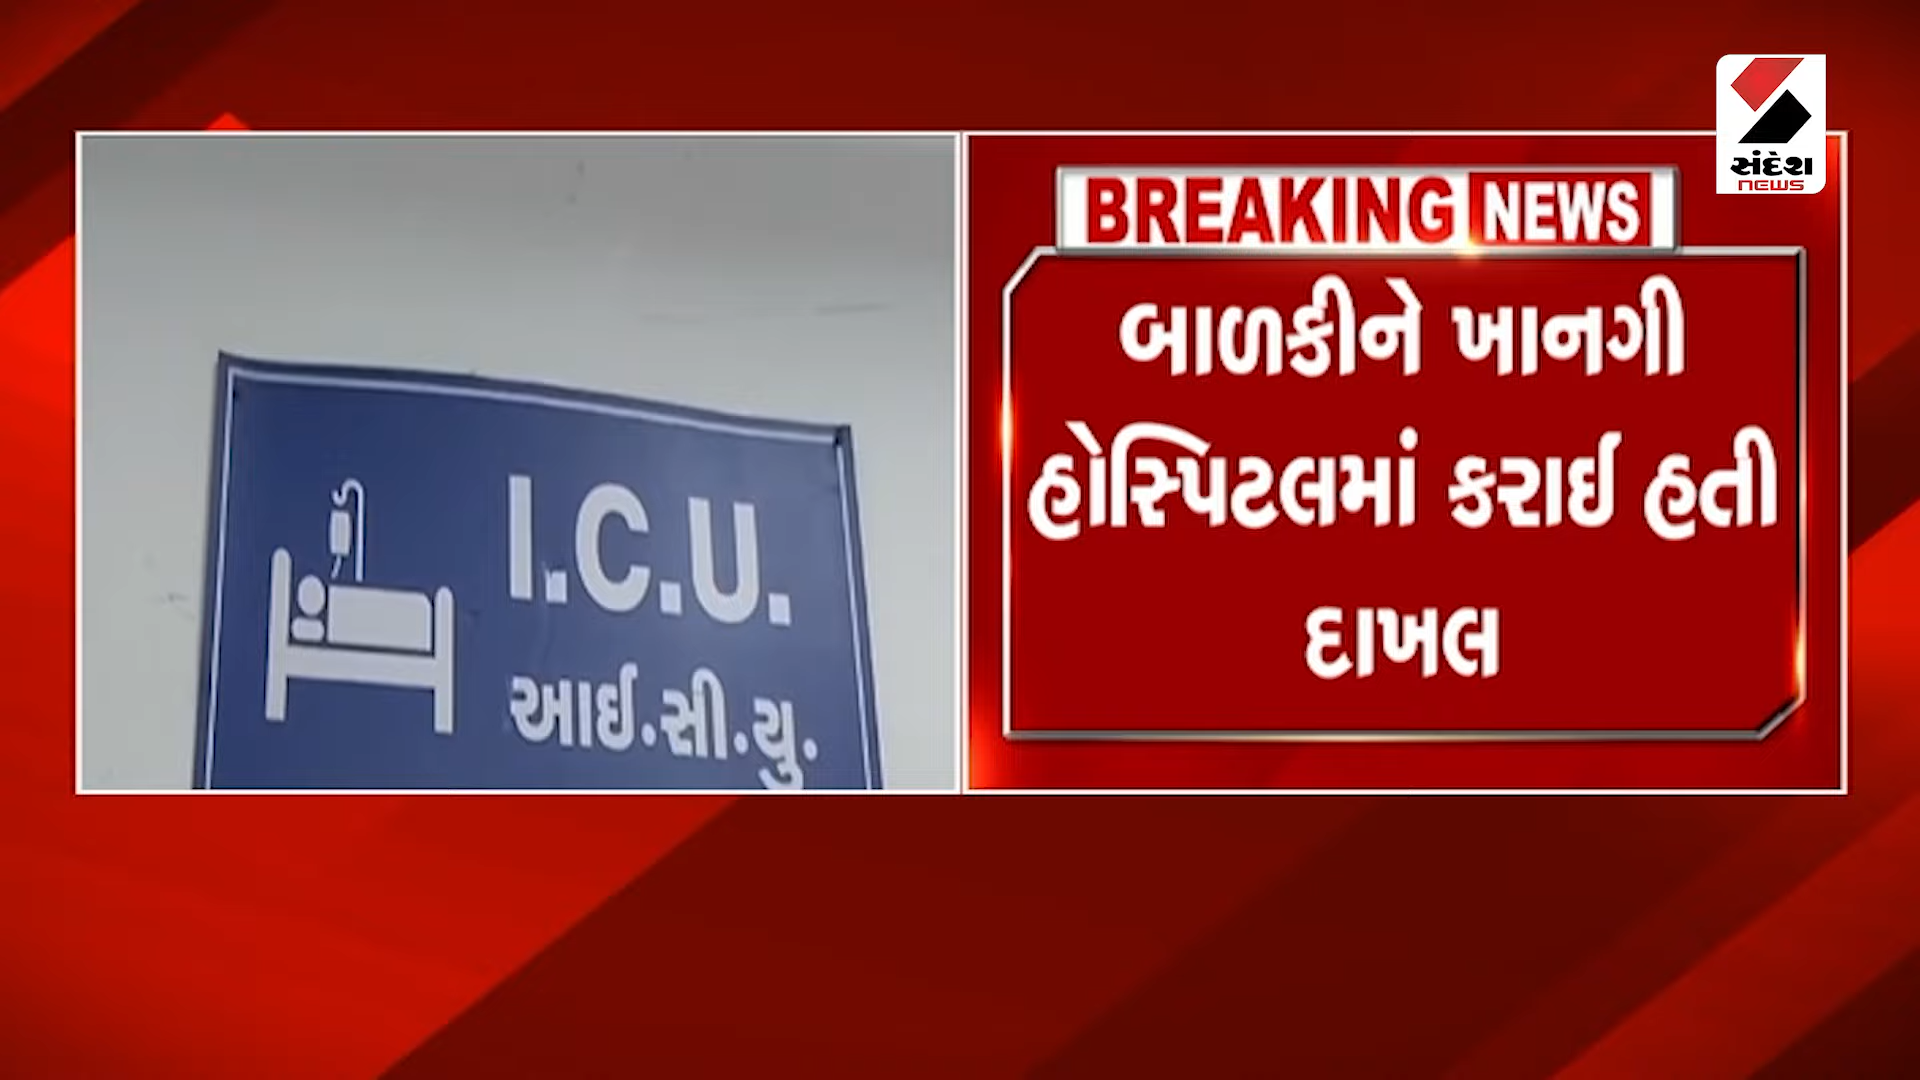 I.C.U.
આઈ.સી.યુ.
સંદેશ
NEWS
BREAKING NEWS
બાળકીને ખાનગી
હોસ્પિટલમાં કરાઈ હતી
દાખલ